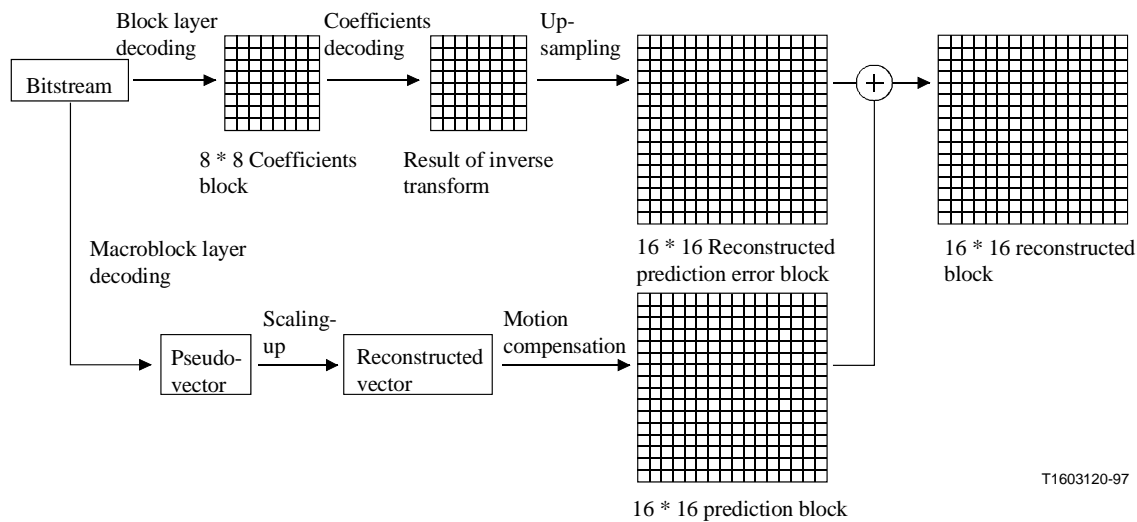 Block layer
decoding
Coefficients
decoding
Up-
sampling
Bitstream
+
8 * 8 Coefficients
block
Result of inverse
transform
16 * 16 Reconstructed
prediction error block
16 * 16 reconstructed
block
Macroblock layer
decoding
Scaling-
up
Motion
compensation
Pseudo-
vector
Reconstructed
vector
16 * 16 prediction block
T1603120-97